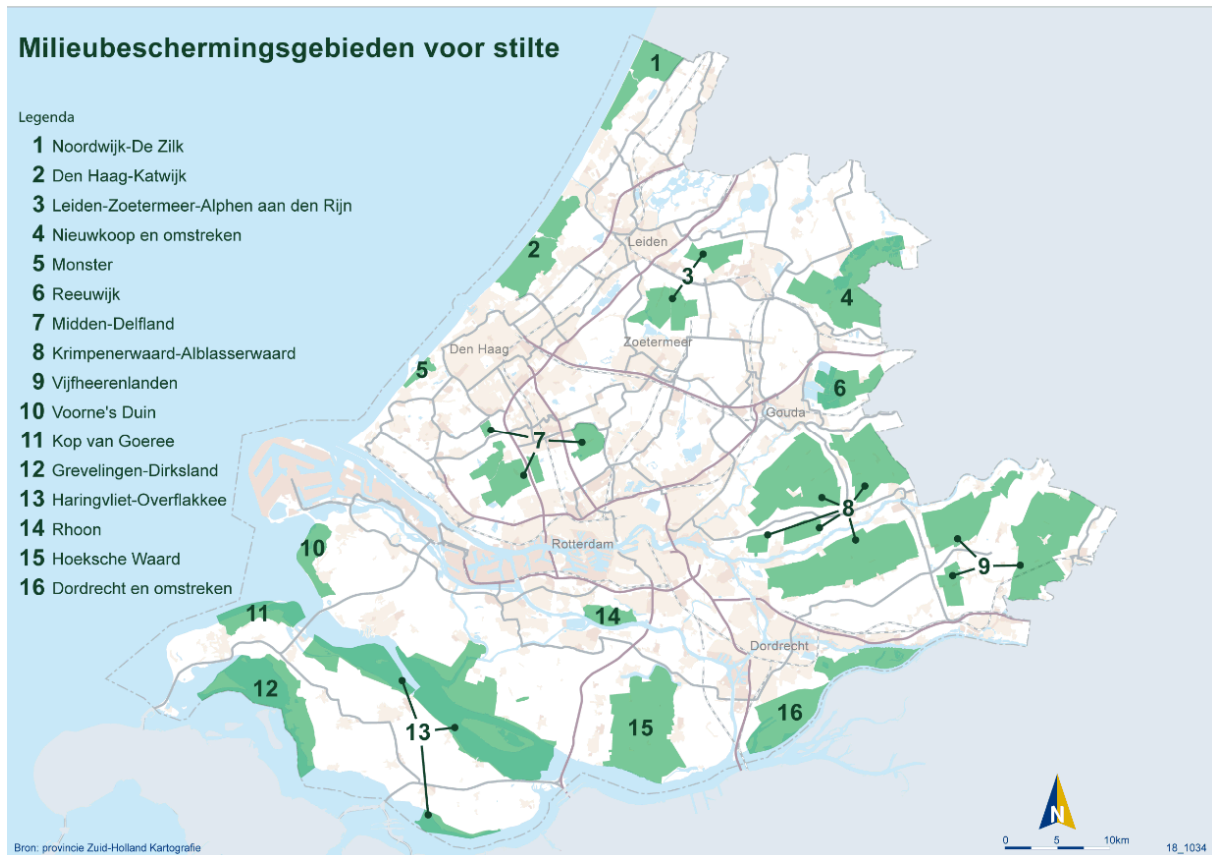 Milieubeschermingsgebieden voor stilte
Legenda
1 Noordwijk-De Zilk
2 Den Haag-Katwijk
3 Leiden-Zoetermeer-Alphen aan den Rijn
4 Nieuwkoop en omstreken
5 Monster
6 Reeuwijk
7 Midden-Delfland
8 Krimpenerwaard-Alblasserwaard
9 Vijfheerenlanden
10 Voorne's Duin
11 Kop van Goeree
12 Grevelingen-Dirksland
13 Haringvliet-Overflakkee
14 Rhoon
15 Hoeksche Waard
16 Dordrecht en omstreken
1
2
Leiden
3
4
Den Haag
Zoetermeer
5
6
Gouda
7
8
Rotterdam
10
9
11
14
Dordrecht
12
16
15
13
N
0 5 10km
Bron: provincie Zuid-Holland Kartografie
18_1034